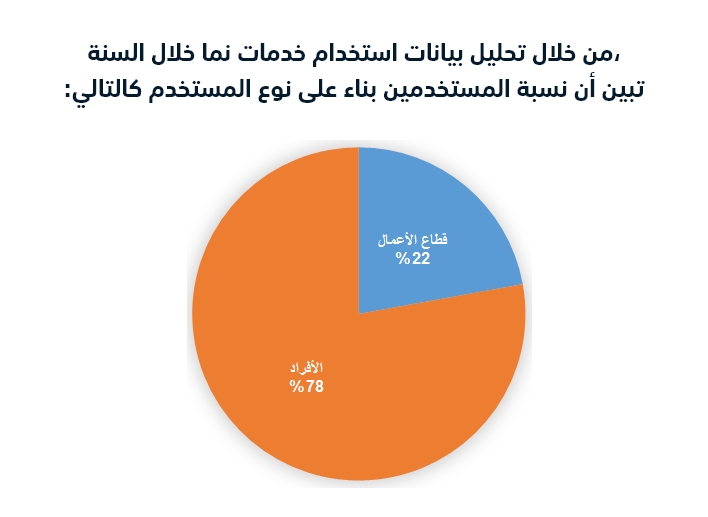 من خلال تحليل بيانات استخدام خدمات نما خلال السنة،
تبين أن نسبة المستخدمين بناء على نوع المستخدم كالتالي:
قطاع الأعمال
%22
الأفراد
%78